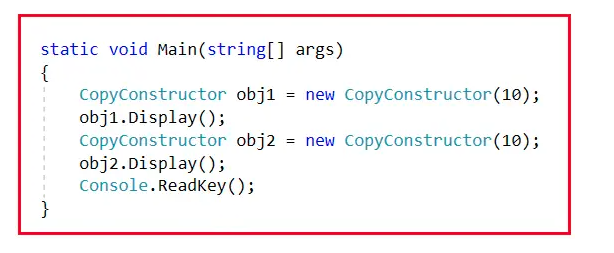 static void Main(string[] args)
{
CopyConstructor obj1 = new CopyConstructor(10);
obj1.Display();
CopyConstructor obj2 = new CopyConstructor(10);
obj2.Display();
Console.ReadKey();
}